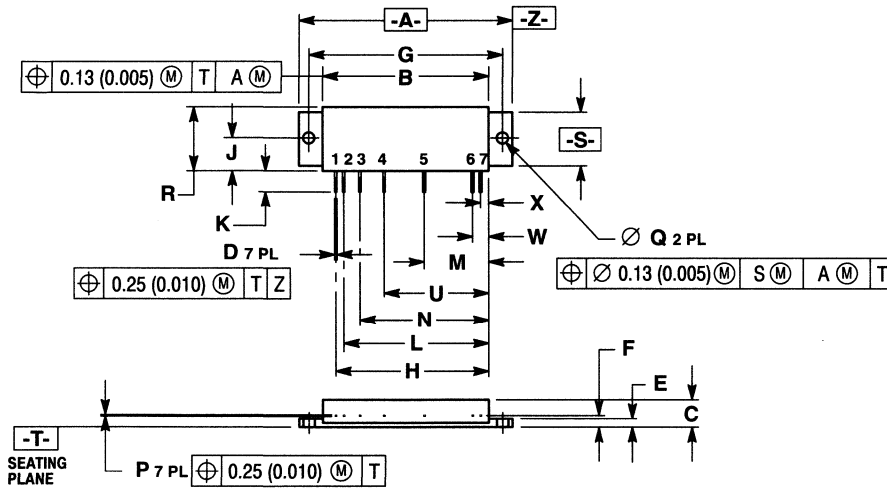 -A-
-Z-
G
⌖ 0.13 (0.005) Ⓜ T A Ⓜ
B
-S-
J
1 2 3 4 5 6 7
R
K
X
W
D 7 PL
M
∅ Q 2 PL
⌖ 0.25 (0.010) Ⓜ T Z
⌖ ∅ 0.13 (0.005) Ⓜ S Ⓜ A Ⓜ T
U
N
L
H
F
E
C
-T-
SEATING
PLANE
P 7 PL ⌖ 0.25 (0.010) Ⓜ T